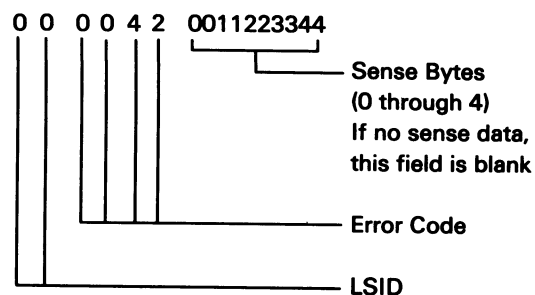 0 0 0 0 4 2 0011223344
Sense Bytes
(0 through 4)
If no sense data,
this field is blank
Error Code
LSID